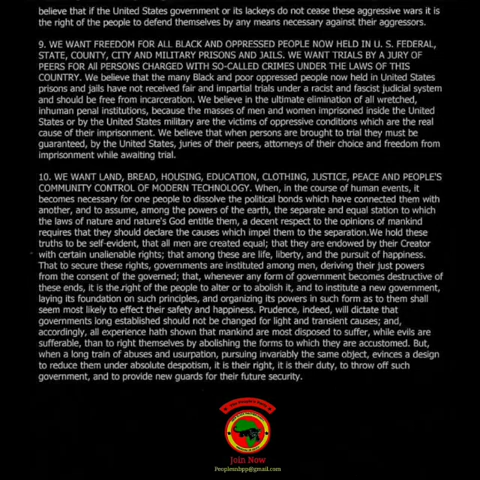 believe that if the United States government or its lackeys do not cease these aggressive wars it is
the right of the people to defend themselves by any means necessary against their aggressors.
9. WE WANT FREEDOM FOR ALL BLACK AND OPPRESSED PEOPLE NOW HELD IN U. S. FEDERAL,
STATE, COUNTY, CITY AND MILITARY PRISONS AND JAILS. WE WANT TRIALS BY A JURY OF
PEERS FOR All PERSONS CHARGED WITH SO-CALLED CRIMES UNDER THE LAWS OF THIS
COUNTRY. We believe that the many Black and poor oppressed people now held in United States
prisons and jails have not received fair and impartial trials under a racist and fascist judicial system
and should be free from incarceration. We believe in the ultimate elimination of all wretched,
inhuman penal institutions, because the masses of men and women imprisoned inside the United
States or by the United States military are the victims of oppressive conditions which are the real
cause of their imprisonment. We believe that when persons are brought to trial they must be
guaranteed, by the United States, juries of their peers, attorneys of their choice and freedom from
imprisonment while awaiting trial.
10. WE WANT LAND, BREAD, HOUSING, EDUCATION, CLOTHING, JUSTICE, PEACE AND PEOPLE'S
COMMUNITY CONTROL OF MODERN TECHNOLOGY. When, in the course of human events, it
becomes necessary for one people to dissolve the political bonds which have connected them with
another, and to assume, among the powers of the earth, the separate and equal station to which
the laws of nature and nature's God entitle them, a decent respect to the opinions of mankind
requires that they should declare the causes which impel them to the separation.We hold these
truths to be self-evident, that all men are created equal; that they are endowed by their Creator
with certain unalienable rights; that among these are life, liberty, and the pursuit of happiness.
That to secure these rights, governments are instituted among men, deriving their just powers
from the consent of the governed; that, whenever any form of government becomes destructive of
these ends, it is the right of the people to alter or to abolish it, and to institute a new government,
laying its foundation on such principles, and organizing its powers in such form as to them shall
seem most likely to effect their safety and happiness. Prudence, indeed, will dictate that
governments long established should not be changed for light and transient causes; and,
accordingly, all experience hath shown that mankind are most disposed to suffer, while evils are
sufferable, than to right themselves by abolishing the forms to which they are accustomed. But,
when a long train of abuses and usurpation, pursuing invariably the same object, evinces a design
to reduce them under absolute despotism, it is their right, it is their duty, to throw off such
government, and to provide new guards for their future security.
Join Now
Peoplesnbpp@gmail.com